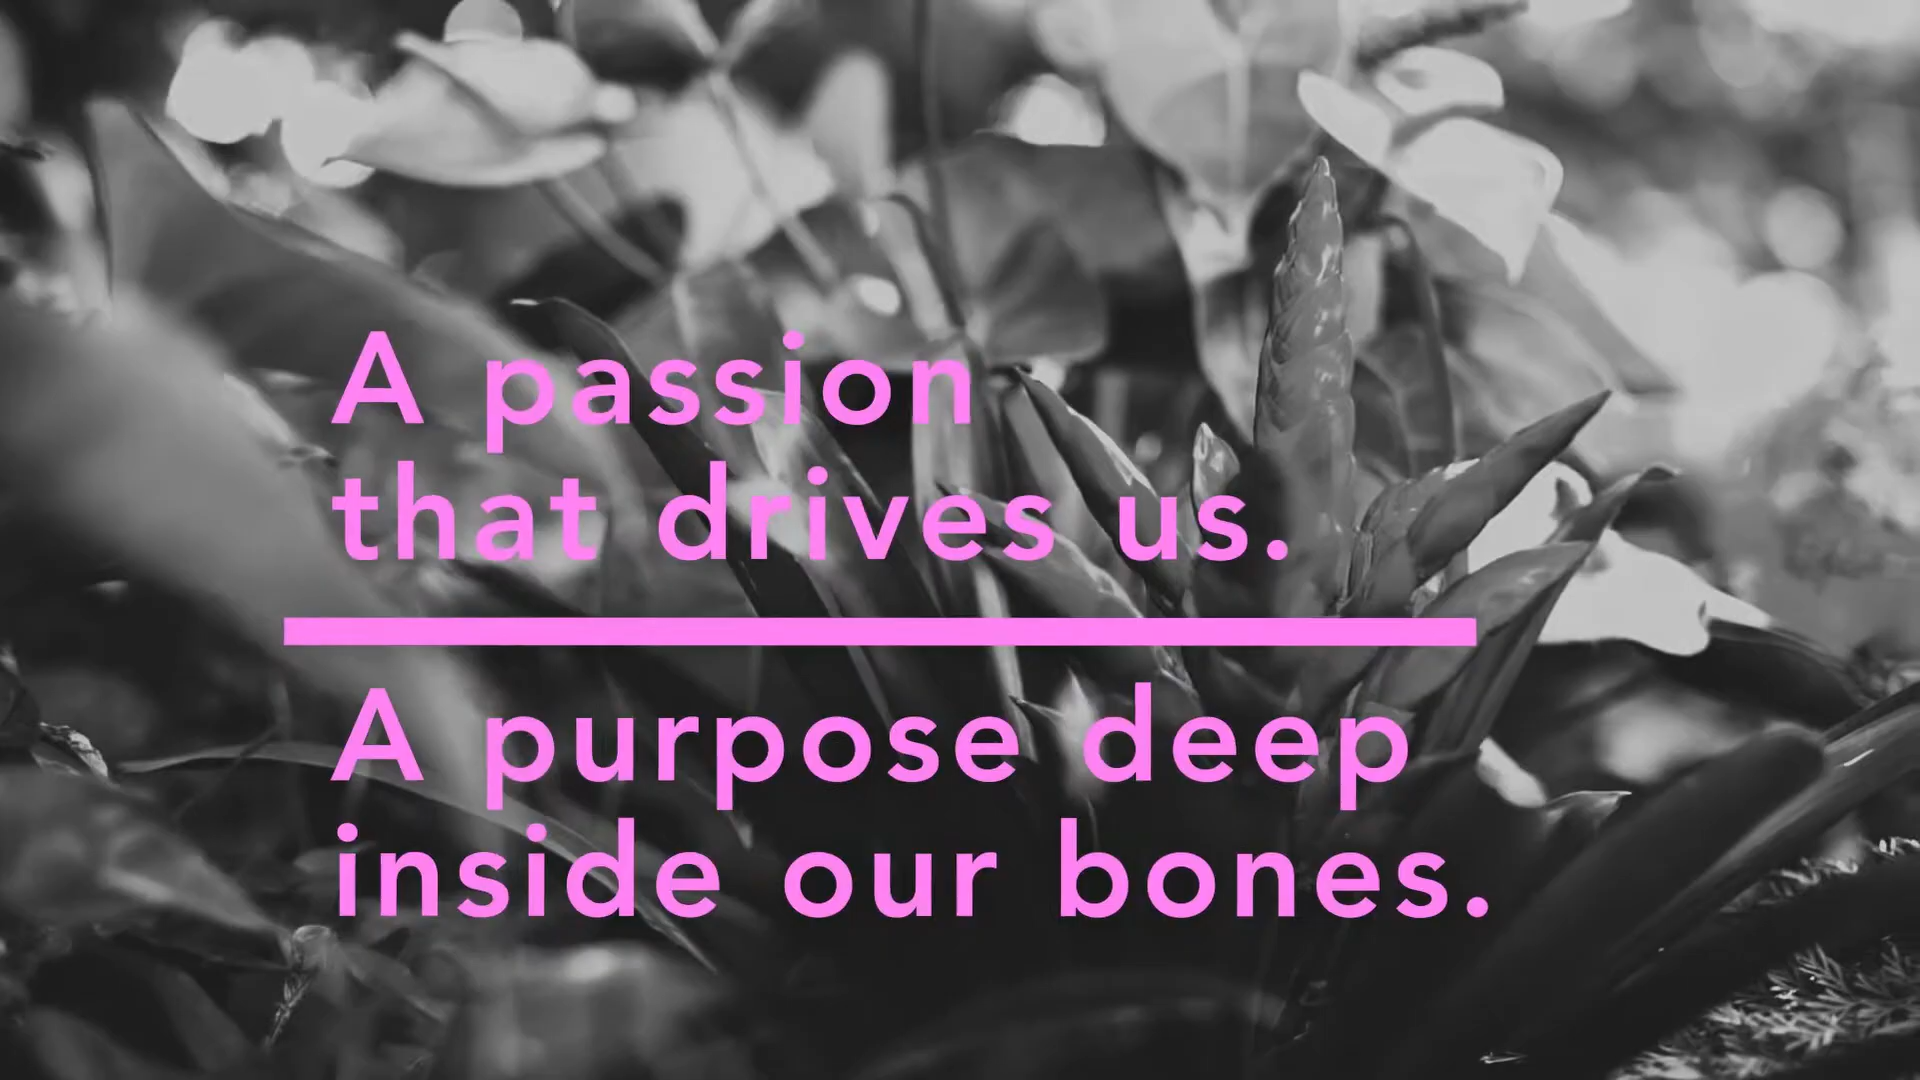 A passion
that drives us.
A purpose deep
inside our bones.